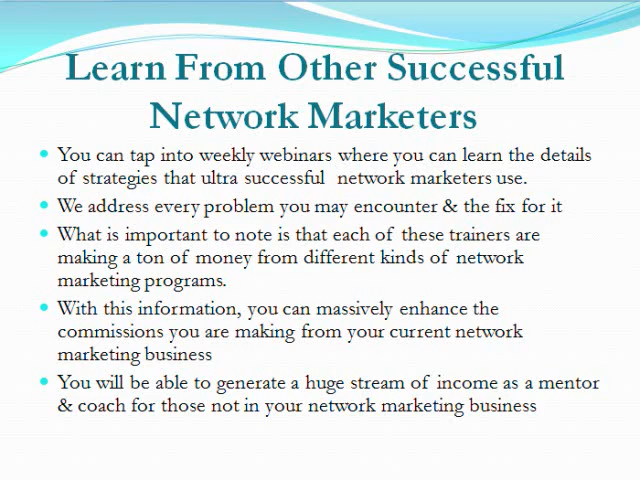 Learn From Other Successful
Network Marketers
You can tap into weekly webinars where you can learn the details
of strategies that ultra successful network marketers use.
We address every problem you may encounter & the fix for it
What is important to note is that each of these trainers are
making a ton of money from different kinds of network
marketing programs.
With this information, you can massively enhance the
commissions you are making from your current network
marketing business
You will be able to generate a huge stream of income as a mentor
& coach for those not in your network marketing business